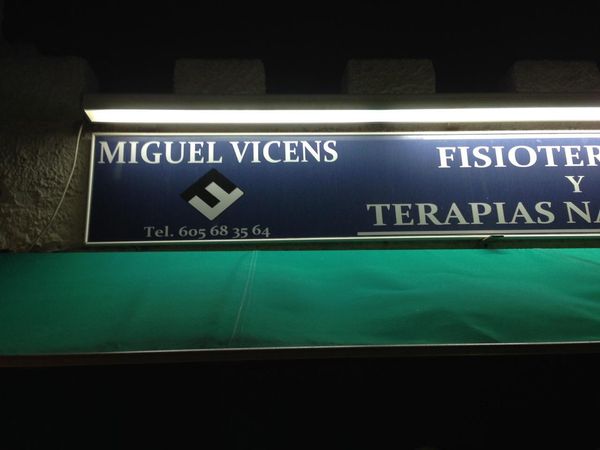 MIGUEL VICENS
Tel. 605 68 35 64
FISIOTER
Y
TERAPIAS NA